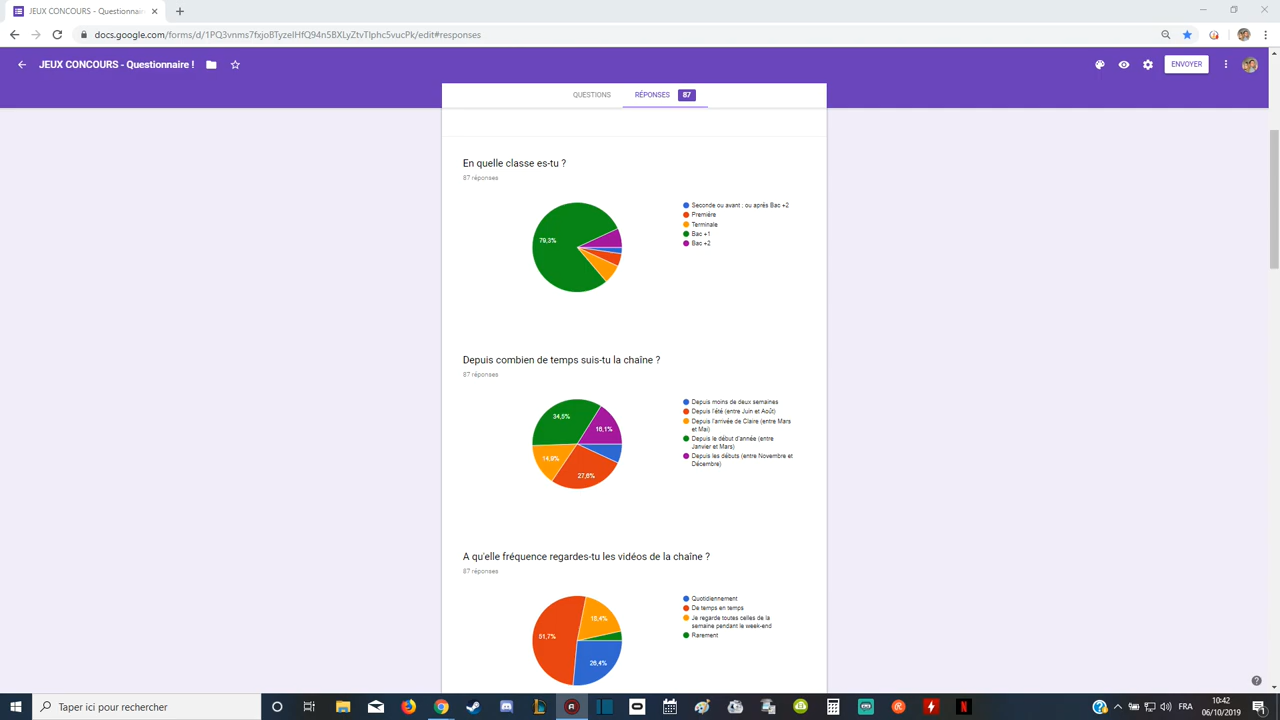 JEUX CONCOURS - Questionnair
docs.google.com/forms/d/1PQ3vnms7fxjoBTyzeIHfQ94n5BXLyZtvTIphc5vucPk/edit#responses
JEUX CONCOURS - Questionnaire !
ENVOYER
QUESTIONS
RÉPONSES 87
En quelle classe es-tu ?
87 réponses
79,3%
Seconde ou avant ; ou après Bac +2
Première
Terminale
Bac +1
Bac +2
Depuis combien de temps suis-tu la chaîne ?
87 réponses
34,5%
16,1%
14,9%
27,6%
Depuis moins de deux semaines
Depuis l'été (entre Juin et Août)
Depuis l'arrivée de Claire (entre Mars
et Mai)
Depuis le début d'année (entre
Janvier et Mars)
Depuis les débuts (entre Novembre et
Décembre)
A qu'elle fréquence regardes-tu les vidéos de la chaîne ?
87 réponses
18,4%
51,7%
26,4%
Quotidiennement
De temps en temps
Je regarde toutes celles de la
semaine pendant le week-end
Rarement
Taper ici pour rechercher
FRA
10:42
06/10/2019